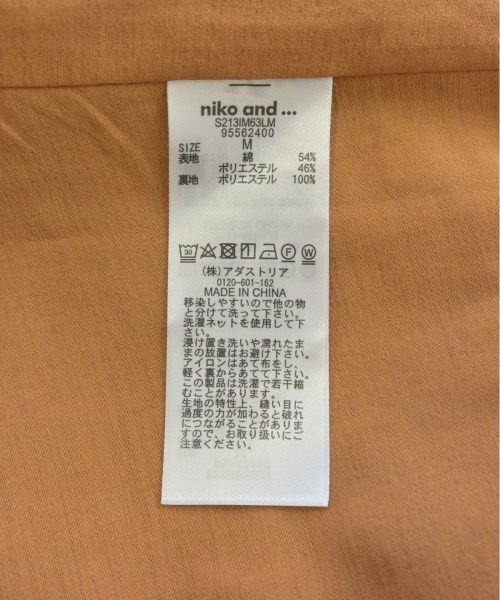 niko and ...
S213IM63LM
95562400
SIZE M
表地 綿 54%
ポリエステル 46%
裏地 ポリエステル 100%
30 F W
(株)アダストリア
0120-601-162
MADE IN CHINA
移染しやすいので他の物
と分けて洗って下さい。
洗濯ネットを使用して下
さい。
浸け置き洗いや濡れたま
まの放置はお避け下さい。
アイロンはあて布をし、
軽く裏からあてて下さい。
この製品は洗濯で若干縮
むことがあります。
生地の特性上、縫い目に
過度の力が加わると破れ
につながることがありま
すので、お取り扱いにご
注意ください。